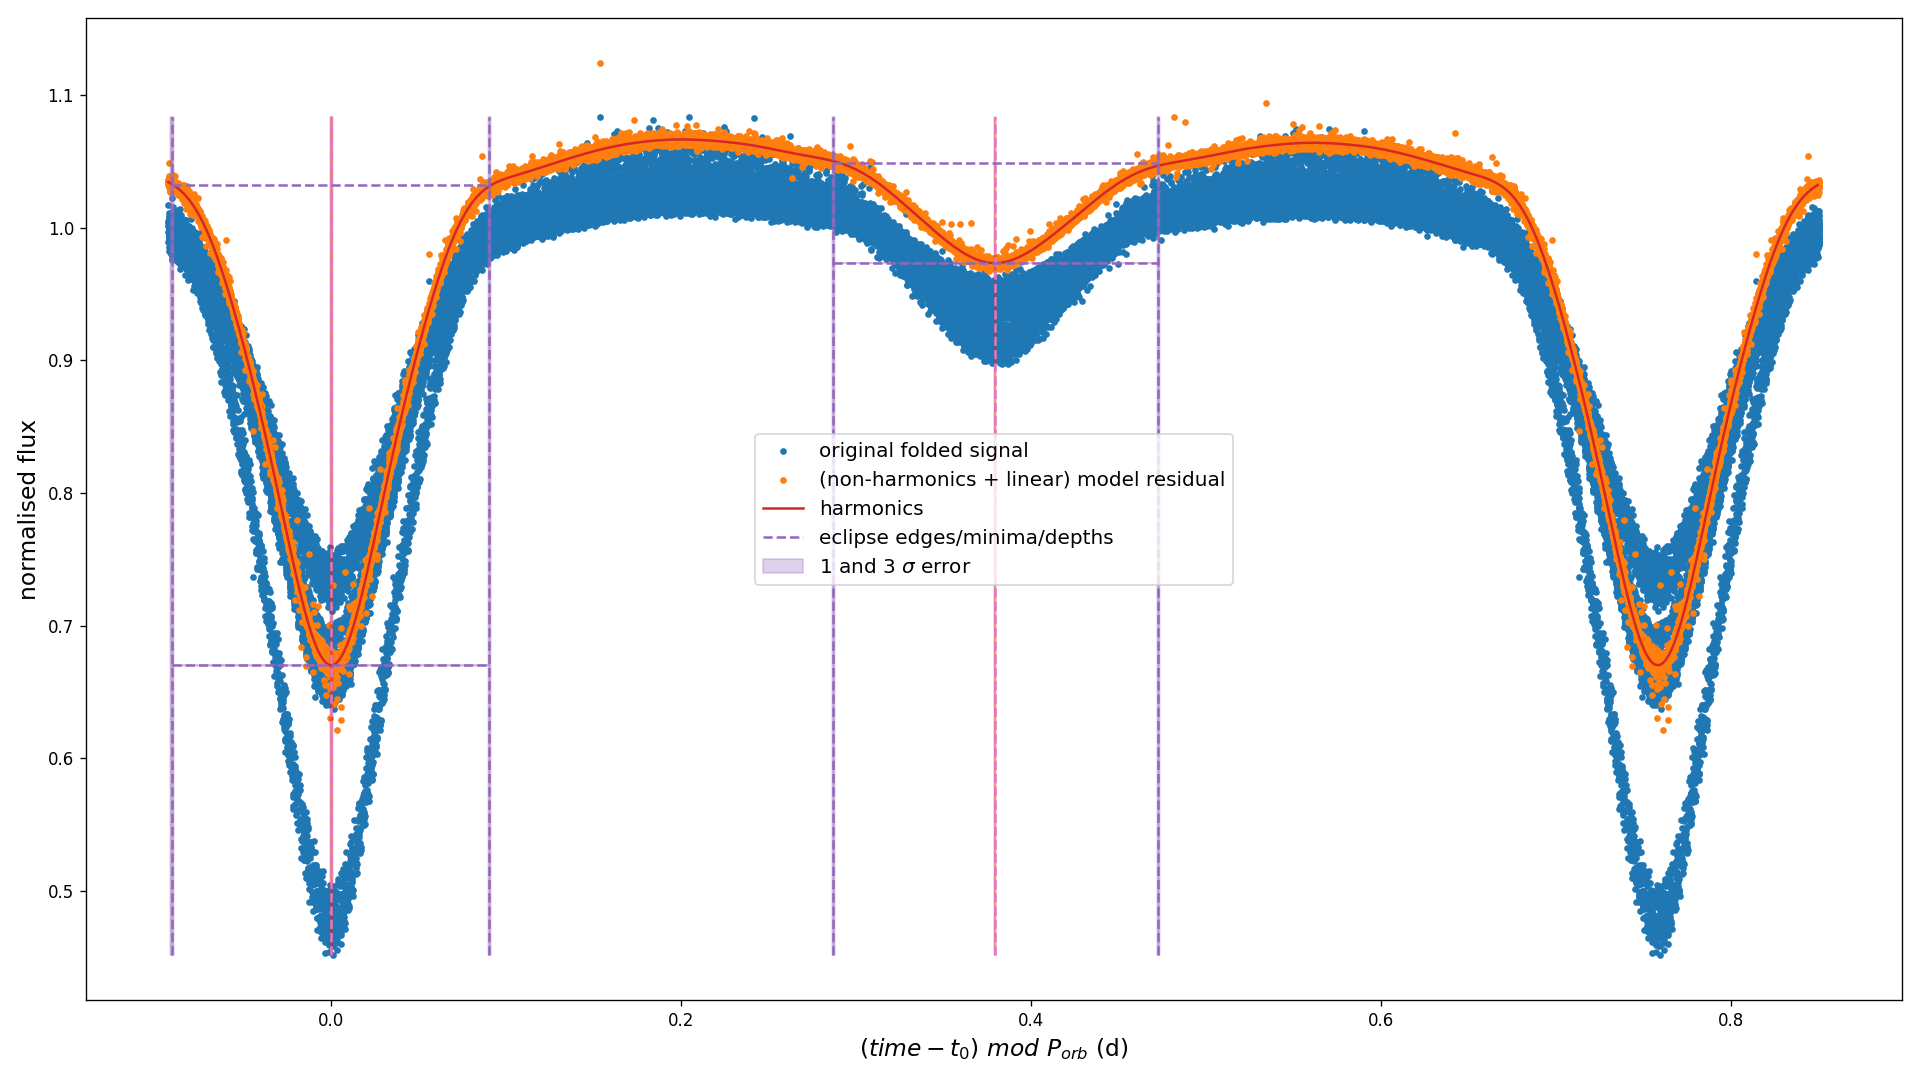 1.1
1.0
0.9
0.8
0.7
0.6
0.5
normalised flux
original folded signal
(non-harmonics + linear) model residual
harmonics
eclipse edges/minima/depths
1 and 3 σ error
0.0 0.2 0.4 0.6 0.8
(time − t₀) mod Pₒᵣb (d)